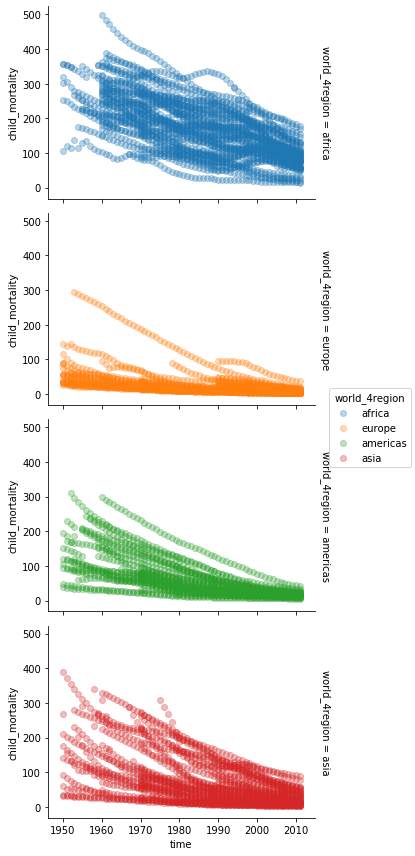 500
400
300
200
100
0
child_mortality
world_4region = africa
500
400
300
200
100
0
child_mortality
world_4region = europe
world_4region
africa
europe
americas
asia
500
400
300
200
100
0
child_mortality
world_4region = americas
500
400
300
200
100
0
child_mortality
world_4region = asia
1950 1960 1970 1980 1990 2000 2010
time